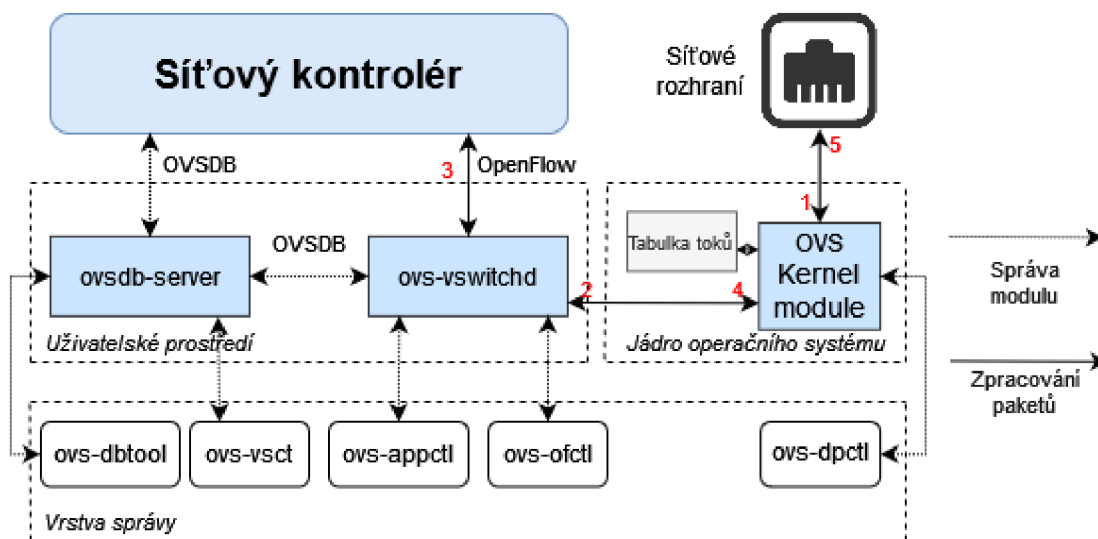 Síťový kontrolér
Síťové
rozhraní
5
OVSDB
3
OpenFlow
1
ovsdb-server
OVSDB
ovs-vswitchd
Tabulka toků
OVS
Kernel
module
2
4
Uživatelské prostředí
Jádro operačního systému
Správa
modulu
Zpracování
paketů
ovs-dbtool
ovs-vsct
ovs-appctl
ovs-ofctl
ovs-dpctl
Vrstva správy